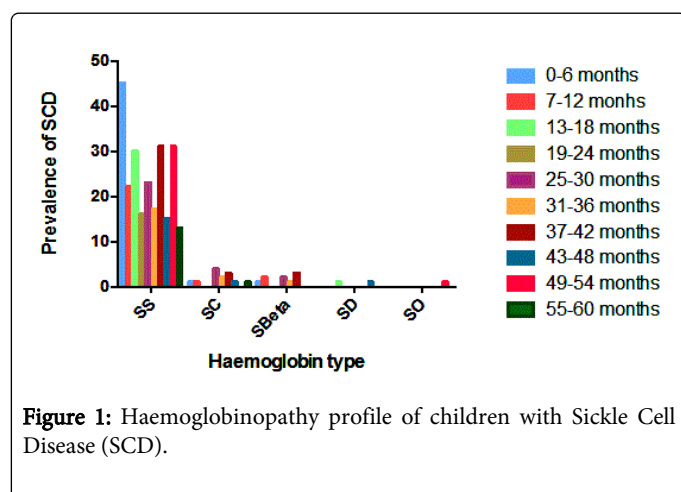 50
40
30
20
10
0
Prevalence of SCD
SS
SC
SBeta
SD
SO
Haemoglobin type
0-6 months
7-12 monhs
13-18 months
19-24 months
25-30 months
31-36 months
37-42 months
43-48 months
49-54 months
55-60 months
Figure 1: Haemoglobinopathy profile of children with Sickle Cell
Disease (SCD).